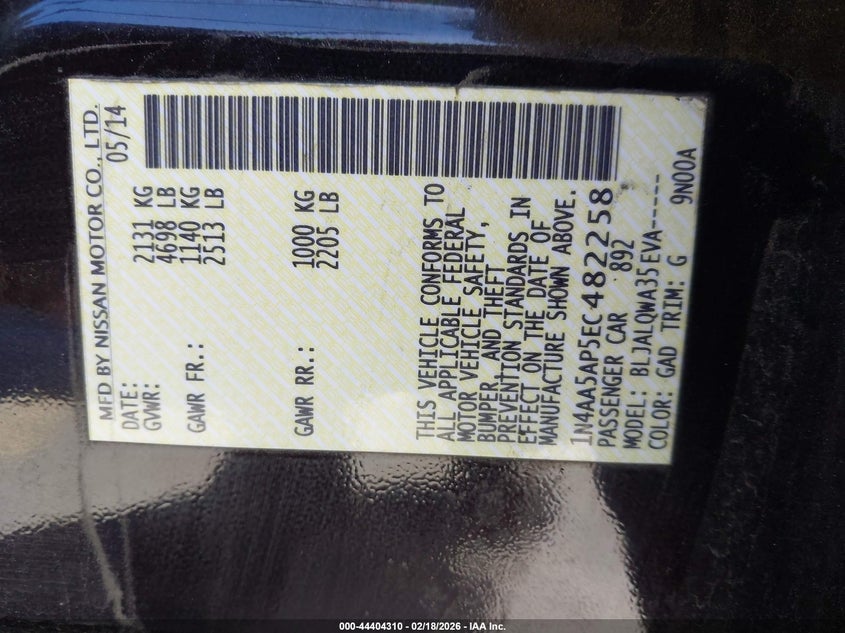 MFD BY NISSAN MOTOR CO., LTD.
DATE: 05/14
GVWR: 2131 KG
4698 LB
GAWR FR.: 1140 KG
2513 LB
GAWR RR.: 1000 KG
2205 LB
THIS VEHICLE CONFORMS TO
ALL APPLICABLE FEDERAL
MOTOR VEHICLE SAFETY,
BUMPER, AND THEFT
PREVENTION STANDARDS IN
EFFECT ON THE DATE OF
MANUFACTURE SHOWN ABOVE.
1N4AA5AP5EC482258
PASSENGER CAR 892
MODEL: BLJALQWA35EVA-----
COLOR: GAD TRIM: G 9N00A
000-44404310 - 02/18/2026 - IAA Inc.